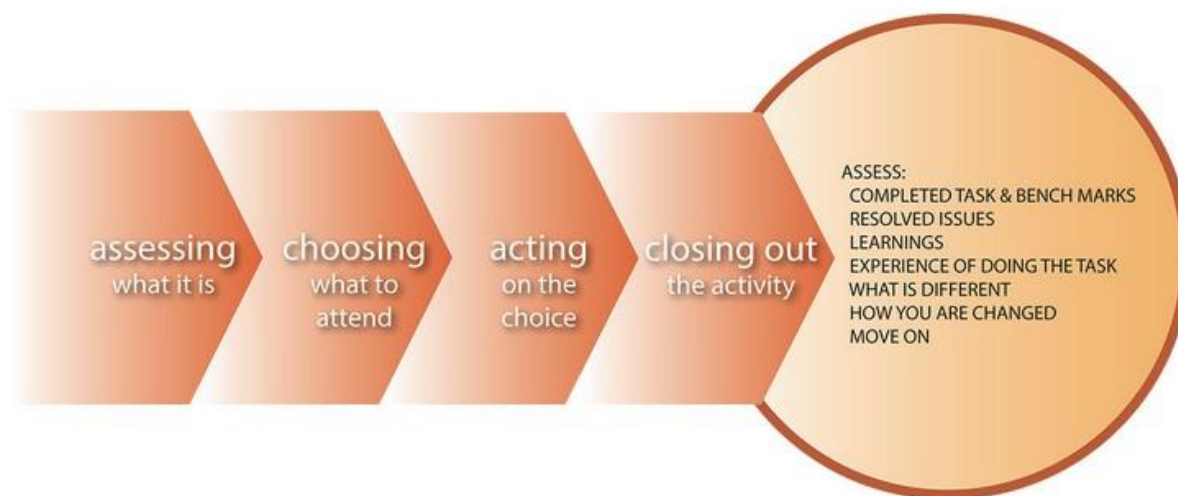 assessing
what it is
choosing
what to
attend
acting
on the
choice
closing out
the activity
ASSESS:
COMPLETED TASK & BENCH MARKS
RESOLVED ISSUES
LEARNINGS
EXPERIENCE OF DOING THE TASK
WHAT IS DIFFERENT
HOW YOU ARE CHANGED
MOVE ON